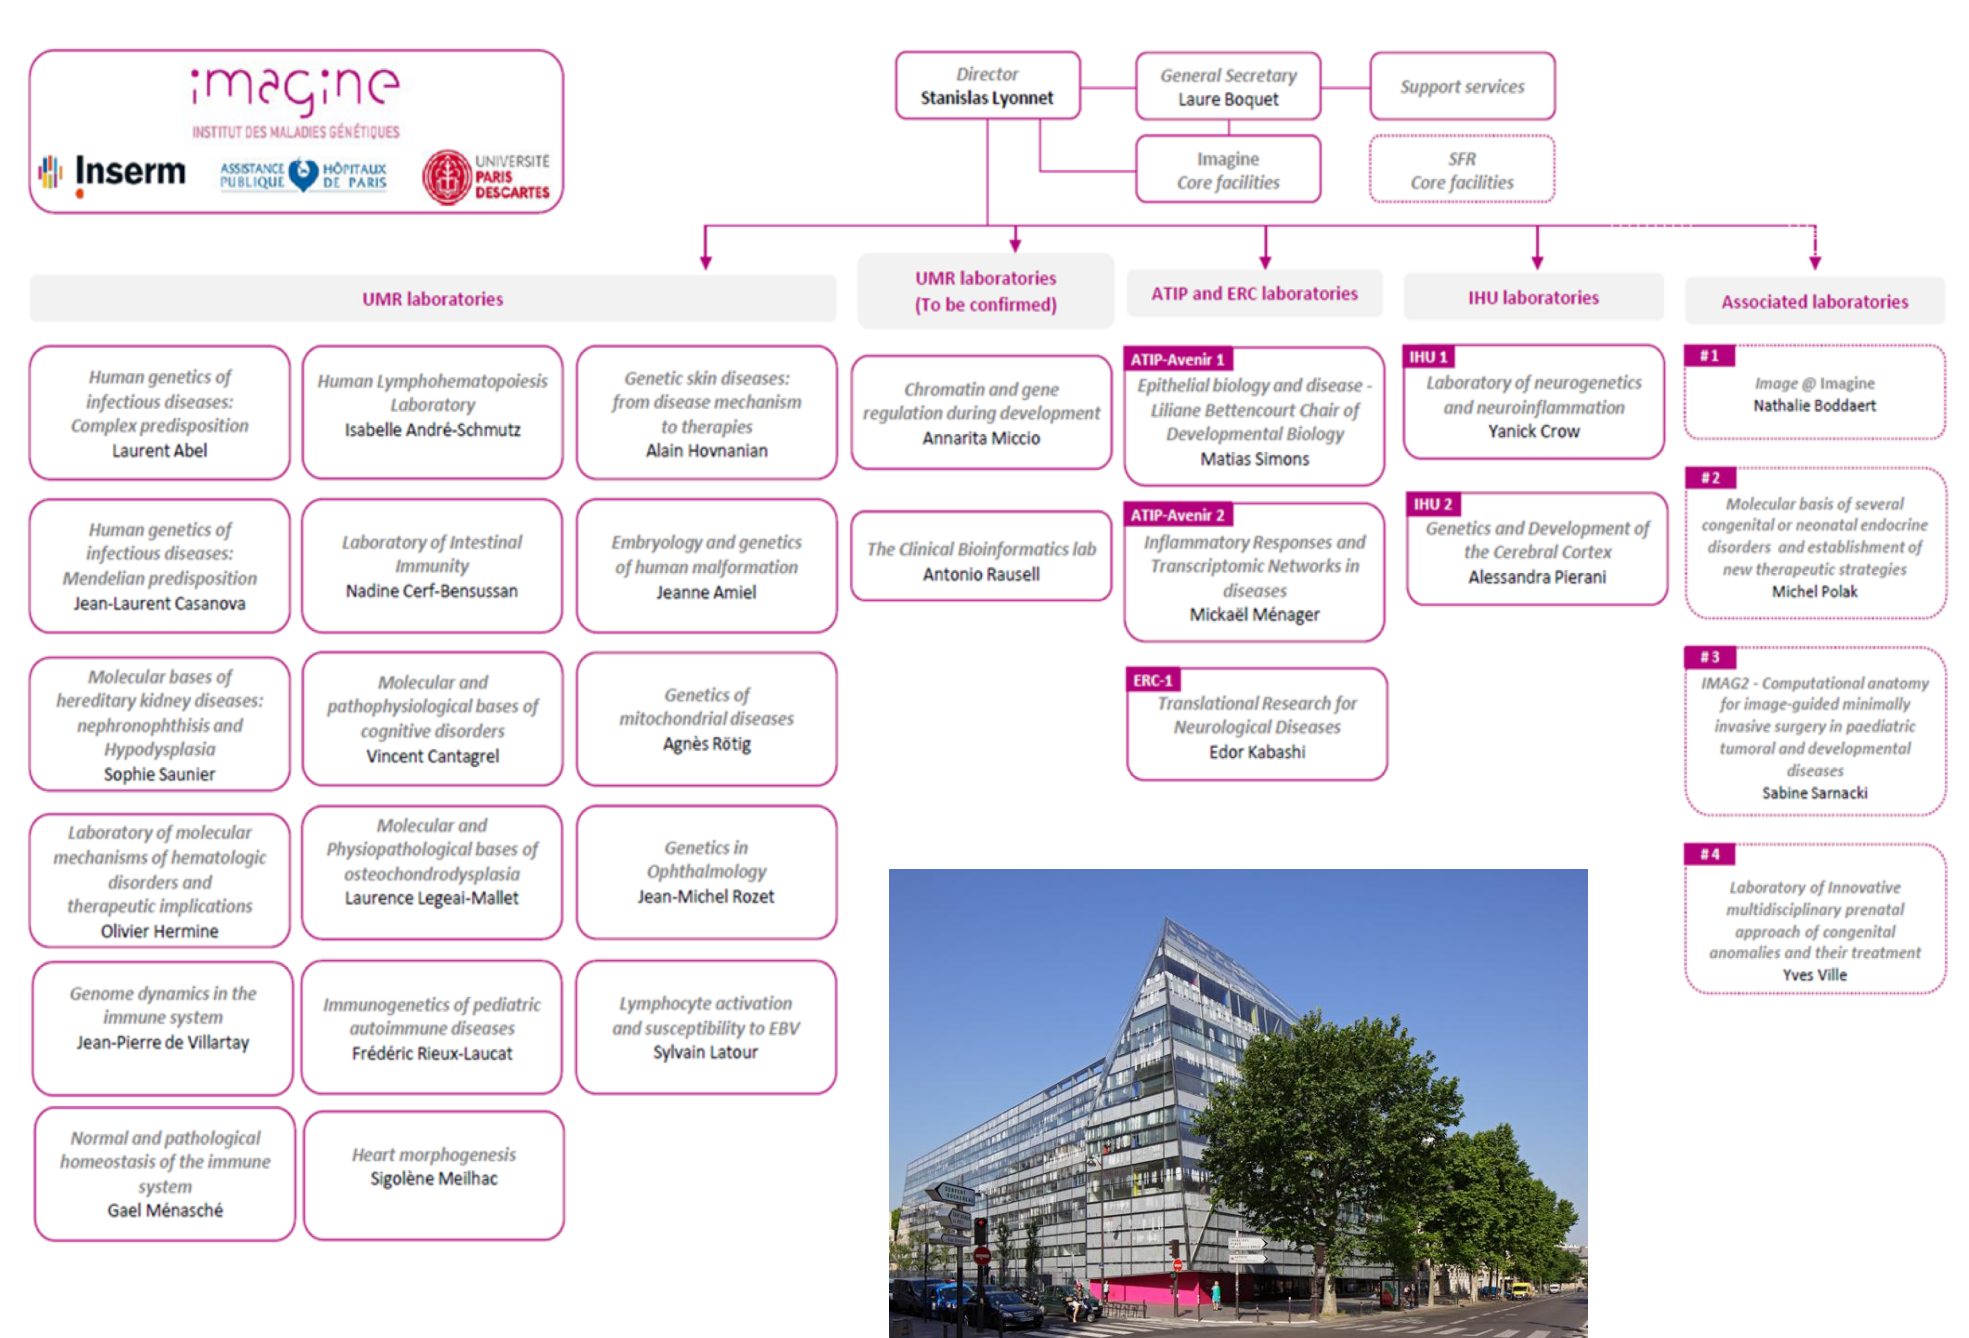 imagine
INSTITUT DES MALADIES GÉNÉTIQUES
Inserm
ASSISTANCE HÔPITAUX
PUBLIQUE DE PARIS
UNIVERSITÉ
PARIS
DESCARTES
Director
Stanislas Lyonnet
General Secretary
Laure Boquet
Support services
Imagine
Core facilities
SFR
Core facilities
UMR laboratories
Human genetics of
infectious diseases:
Complex predisposition
Laurent Abel
Human Lymphohematopoiesis
Laboratory
Isabelle André-Schmutz
Genetic skin diseases:
from disease mechanism
to therapies
Alain Hovnanian
Human genetics of
infectious diseases:
Mendelian predisposition
Jean-Laurent Casanova
Laboratory of Intestinal
Immunity
Nadine Cerf-Bensussan
Embryology and genetics
of human malformation
Jeanne Amiel
Molecular bases of
hereditary kidney diseases:
nephronophthisis and
Hypodysplasia
Sophie Saunier
Molecular and
pathophysiological bases of
cognitive disorders
Vincent Cantagrel
Genetics of
mitochondrial diseases
Agnès Rötig
Laboratory of molecular
mechanisms of hematologic
disorders and
therapeutic implications
Olivier Hermine
Molecular and
Physiopathological bases of
osteochondrodysplasia
Laurence Legeai-Mallet
Genetics in
Ophthalmology
Jean-Michel Rozet
Genome dynamics in the
immune system
Jean-Pierre de Villartay
Immunogenetics of pediatric
autoimmune diseases
Frédéric Rieux-Laucat
Lymphocyte activation
and susceptibility to EBV
Sylvain Latour
Normal and pathological
homeostasis of the immune
system
Gael Ménasché
Heart morphogenesis
Sigolène Meilhac
UMR laboratories
(To be confirmed)
Chromatin and gene
regulation during development
Annarita Miccio
The Clinical Bioinformatics lab
Antonio Rausell
ATIP and ERC laboratories
ATIP-Avenir 1
Epithelial biology and disease -
Liliane Bettencourt Chair of
Developmental Biology
Matias Simons
ATIP-Avenir 2
Inflammatory Responses and
Transcriptomic Networks in
diseases
Mickaël Ménager
ERC-1
Translational Research for
Neurological Diseases
Edor Kabashi
IHU laboratories
IHU 1
Laboratory of neurogenetics
and neuroinflammation
Yanick Crow
IHU 2
Genetics and Development of
the Cerebral Cortex
Alessandra Pierani
Associated laboratories
#1
Image @ Imagine
Nathalie Boddaert
#2
Molecular basis of several
congenital or neonatal endocrine
disorders and establishment of
new therapeutic strategies
Michel Polak
#3
IMAG2 - Computational anatomy
for image-guided minimally
invasive surgery in paediatric
tumoral and developmental
diseases
Sabine Sarnacki
#4
Laboratory of Innovative
multidisciplinary prenatal
approach of congenital
anomalies and their treatment
Yves Ville